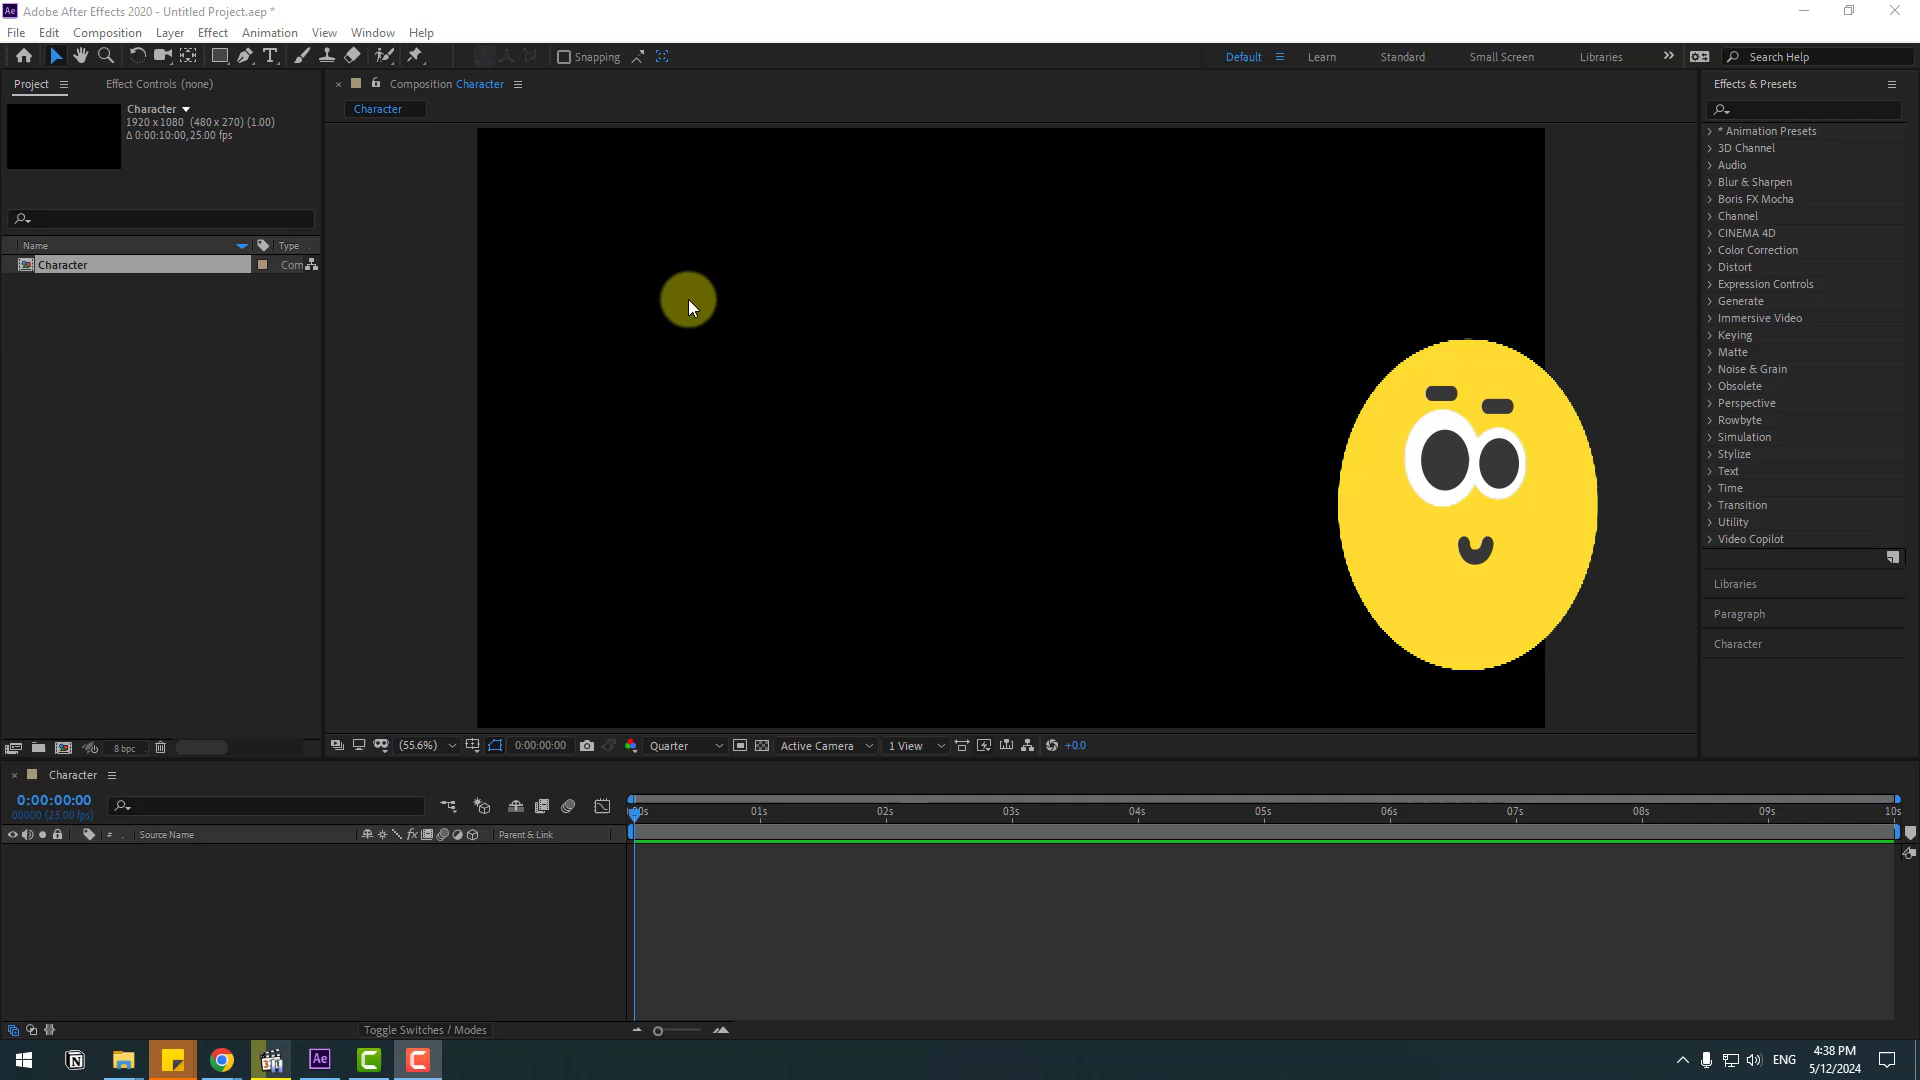 Ae Adobe After Effects 2020 - Untitled Project.aep *
File Edit Composition Layer Effect Animation View Window Help
Snapping
Default Learn Standard Small Screen Libraries
Search Help
Project
Effect Controls (none)
Character
1920 x 1080 (480 x 270) (1.00)
Δ 0:00:10:00, 25.00 fps
Name Type
Character Com
8 bpc
Composition Character
Character
(55.6%) 0:00:00:00 Quarter Active Camera 1 View +0.0
Effects & Presets
* Animation Presets
3D Channel
Audio
Blur & Sharpen
Boris FX Mocha
Channel
CINEMA 4D
Color Correction
Distort
Expression Controls
Generate
Immersive Video
Keying
Matte
Noise & Grain
Obsolete
Perspective
Rowbyte
Simulation
Stylize
Text
Time
Transition
Utility
Video Copilot
Libraries
Paragraph
Character
Character
0:00:00:00
00000 (25.00 fps)
# Source Name Parent & Link
01s 02s 03s 04s 05s 06s 07s 08s 09s 10s
Toggle Switches / Modes
Ae
ENG
4:38 PM
5/12/2024